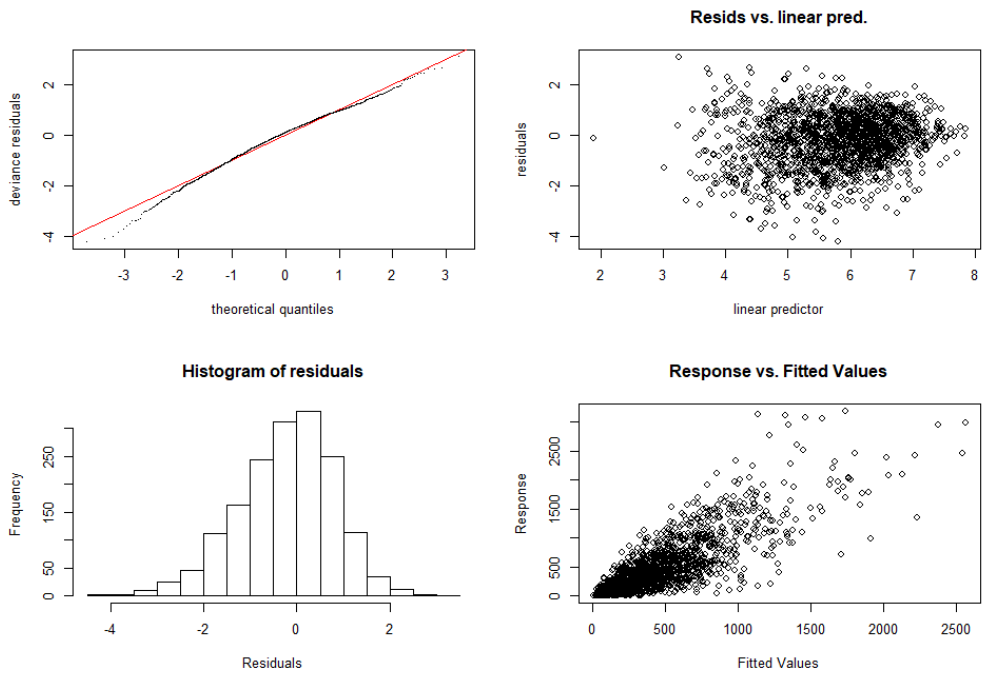 deviance residuals
-4 -2 0 2
-3 -2 -1 0 1 2 3
theoretical quantiles
Resids vs. linear pred.
residuals
-4 -2 0 2
2 3 4 5 6 7 8
linear predictor
Histogram of residuals
Frequency
0 50 150 250
-4 -2 0 2
Residuals
Response vs. Fitted Values
Response
0 500 1500 2500
0 500 1000 1500 2000 2500
Fitted Values